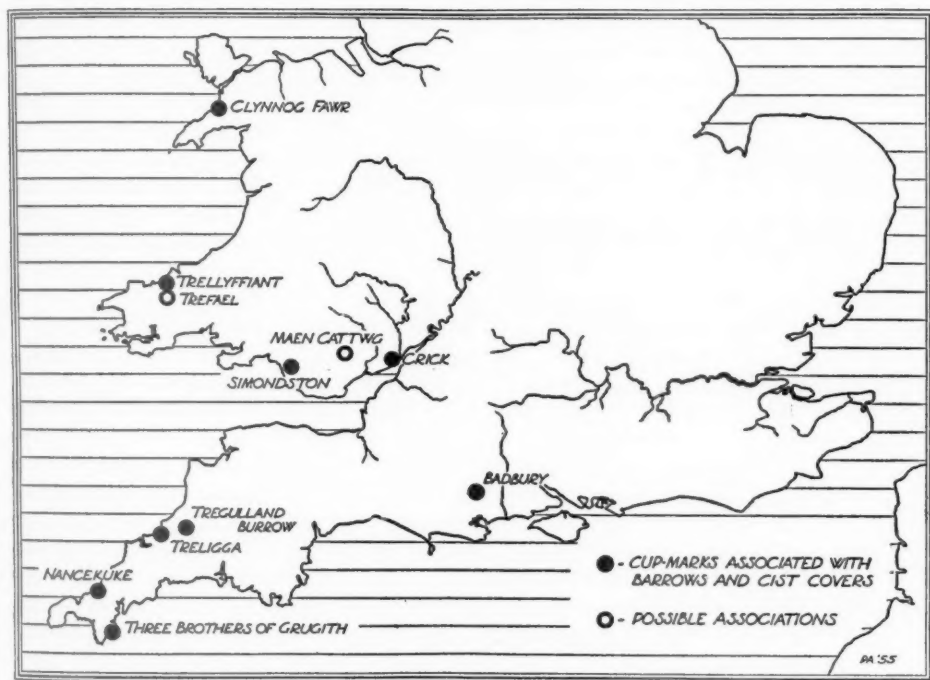 CLYNNOG FAWR
TRELLYFFIANT
TREFAEL
MAEN CATTWG
CRICK
SIMONDSTON
BADBURY
TREGULLAND
BURROW
TRELIGGA
NANCEKUKE
THREE BROTHERS OF GRUGITH
- CUP-MARKS ASSOCIATED WITH
BARROWS AND CIST COVERS
- POSSIBLE ASSOCIATIONS
PA '55